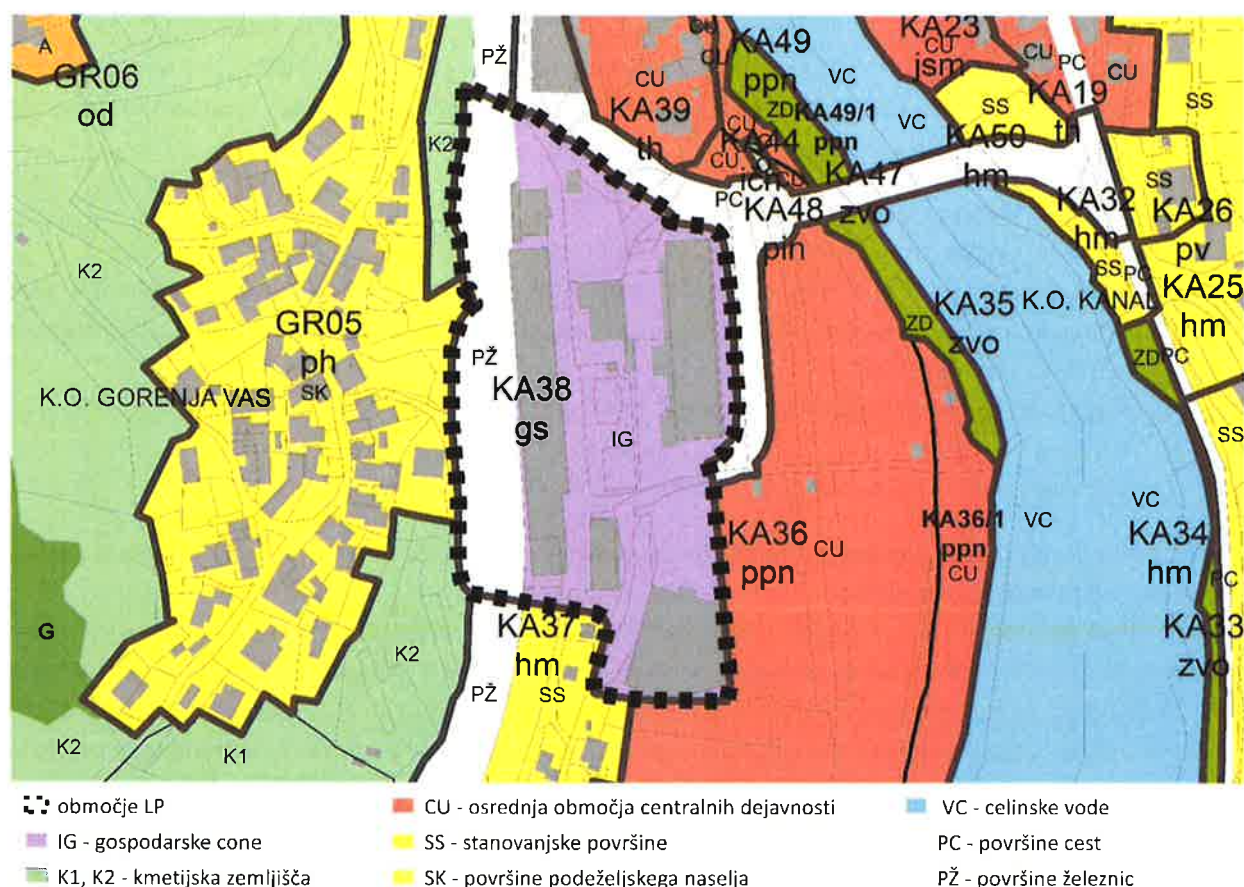 A
GR06
od
PŽ
CU
KA39
th
CU
CU
KA49
ppn
ZD
KA49/1
ppn
VC
VC
KA23
CU
jsm
CU
PC
KA19
th
CU
SS
SS
KA50
hm
K2
CU
KA44
CU
CU
PC
KA48
pin
KA47
zvo
KA32
hm
SS
KA26
pv
SS
PC
K2
GR05
ph
SK
PŽ
KA38
gs
IG
KA35
zvo
ZD
K.O. KANAL
KA25
hm
ZD
PC
K.O. GORENJA VAS
SS
KA36
ppn
CU
KA36/1
ppn
CU
VC
VC
KA34
hm
PC
KA33
zvo
G
K2
KA37
hm
SS
PŽ
K2
K1
območje LP
IG - gospodarske cone
K1, K2 - kmetijska zemljišča
CU - osrednja območja centralnih dejavnosti
SS - stanovanjske površine
SK - površine podeželjskega naselja
VC - celinske vode
PC - površine cest
PŽ - površine železnic